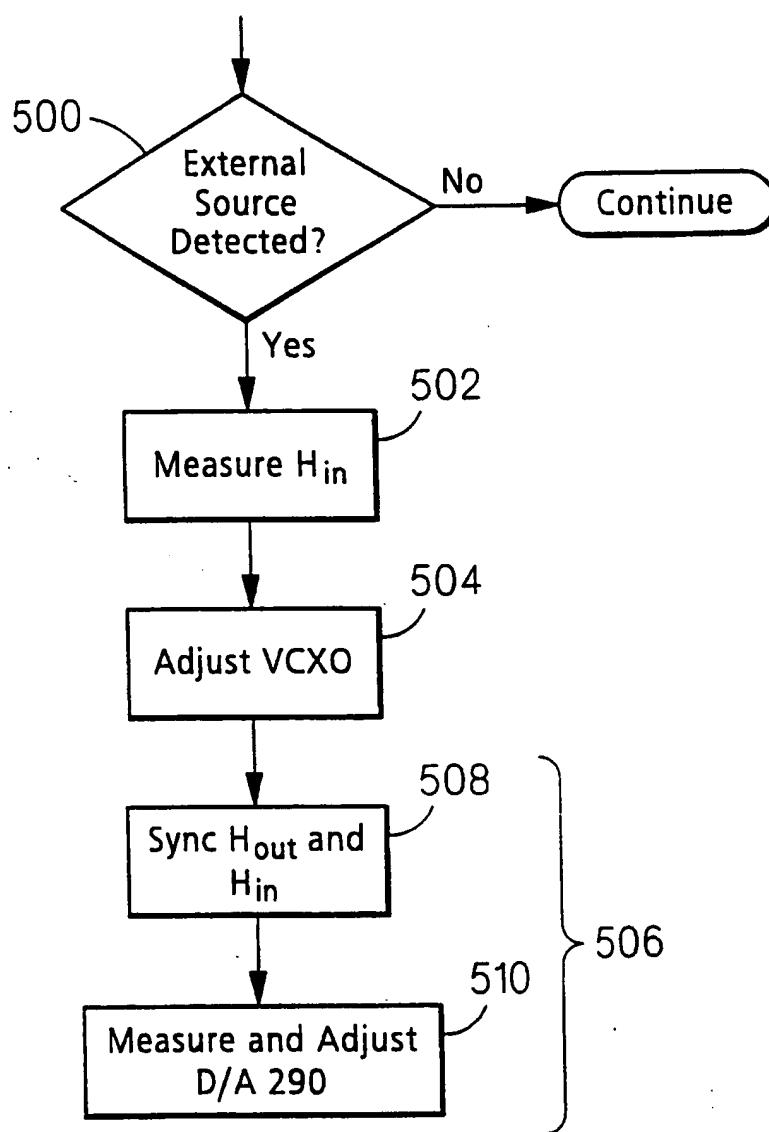 500
External
Source
Detected?
No
Continue
Yes
502
Measure H_in
504
Adjust VCXO
508
Sync H_out and
H_in
506
510
Measure and Adjust
D/A 290